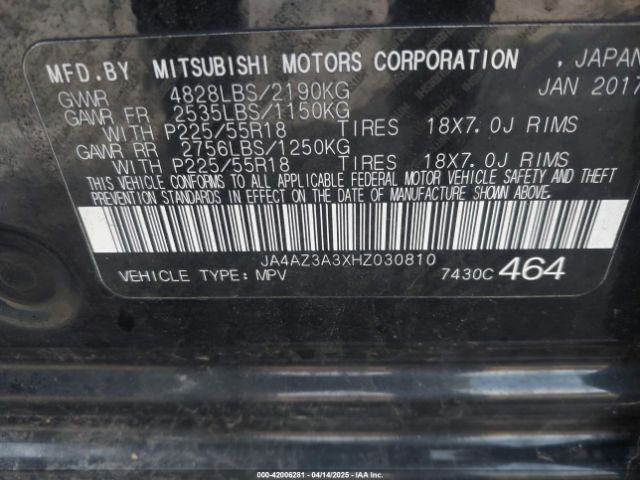 MFD.BY MITSUBISHI MOTORS CORPORATION , JAPAN
GVWR 4828LBS/2190KG JAN 2017
GAWR FR 2535LBS/1150KG
WITH P225/55R18 TIRES 18X7.0J RIMS
GAWR RR 2756LBS/1250KG
WITH P225/55R18 TIRES 18X7.0J RIMS
THIS VEHICLE CONFORMS TO ALL APPLICABLE FEDERAL MOTOR VEHICLE SAFETY AND THEFT
PREVENTION STANDARDS IN EFFECT ON THE DATE OF MANUFACTURE SHOWN ABOVE.
JA4AZ3A3XHZ030810
VEHICLE TYPE: MPV 7430C 464
000-42006281 - 04/14/2025 - IAA